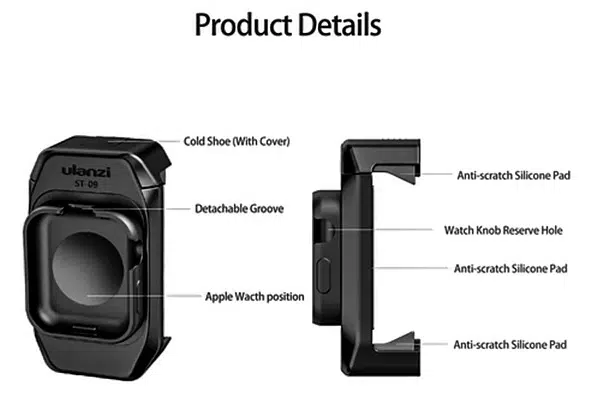 Product Details
Cold Shoe (With Cover)
ulanzi
ST-09
Detachable Groove
Apple Wacth position
Anti-scratch Silicone Pad
Watch Knob Reserve Hole
Anti-scratch Silicone Pad
Anti-scratch Silicone Pad